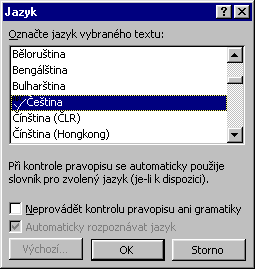 Jazyk
Označte jazyk vybraného textu:
Běloruština
Bengálština
Bulharština
Čeština
Čínština (ČLR)
Čínština (Hongkong)
Při kontrole pravopisu se automaticky použije
slovník pro zvolený jazyk (je-li k dispozici).
Neprovádět kontrolu pravopisu ani gramatiky
Automaticky rozpoznávat jazyk
Výchozí... OK Storno